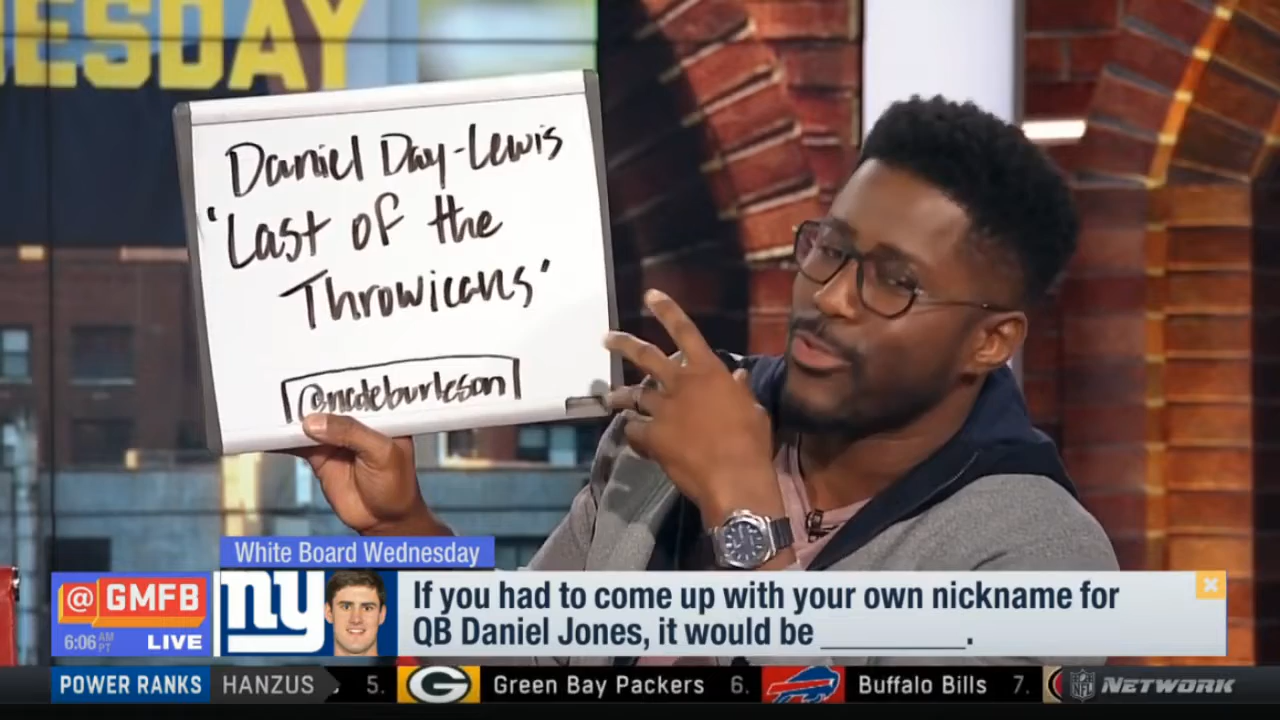 ESDAY
Daniel Day-Lewis
'Last of the
Throwicans'
@nateburleson
White Board Wednesday
@GMFB
6:06 AM PT LIVE
ny
If you had to come up with your own nickname for
QB Daniel Jones, it would be ________.
POWER RANKS HANZUS 5. G Green Bay Packers 6. Buffalo Bills 7. NFL NETWORK